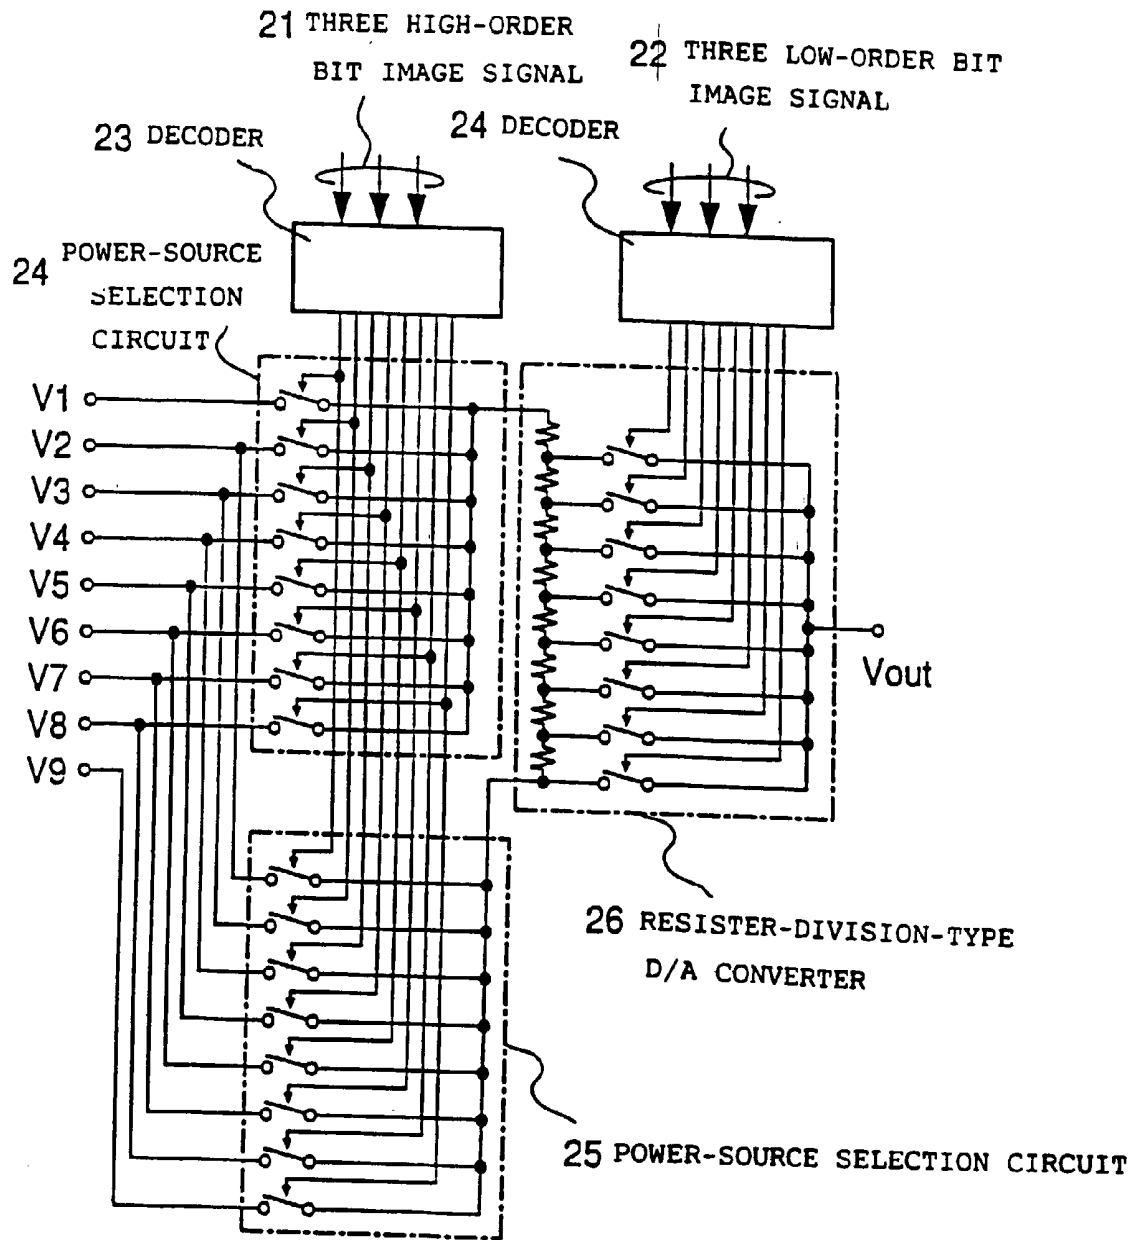 21 THREE HIGH-ORDER
BIT IMAGE SIGNAL
22 THREE LOW-ORDER BIT
IMAGE SIGNAL
23 DECODER
24 DECODER
24 POWER-SOURCE
SELECTION
CIRCUIT
V1
V2
V3
V4
V5
V6
V7
V8
V9
Vout
26 RESISTER-DIVISION-TYPE
D/A CONVERTER
25 POWER-SOURCE SELECTION CIRCUIT